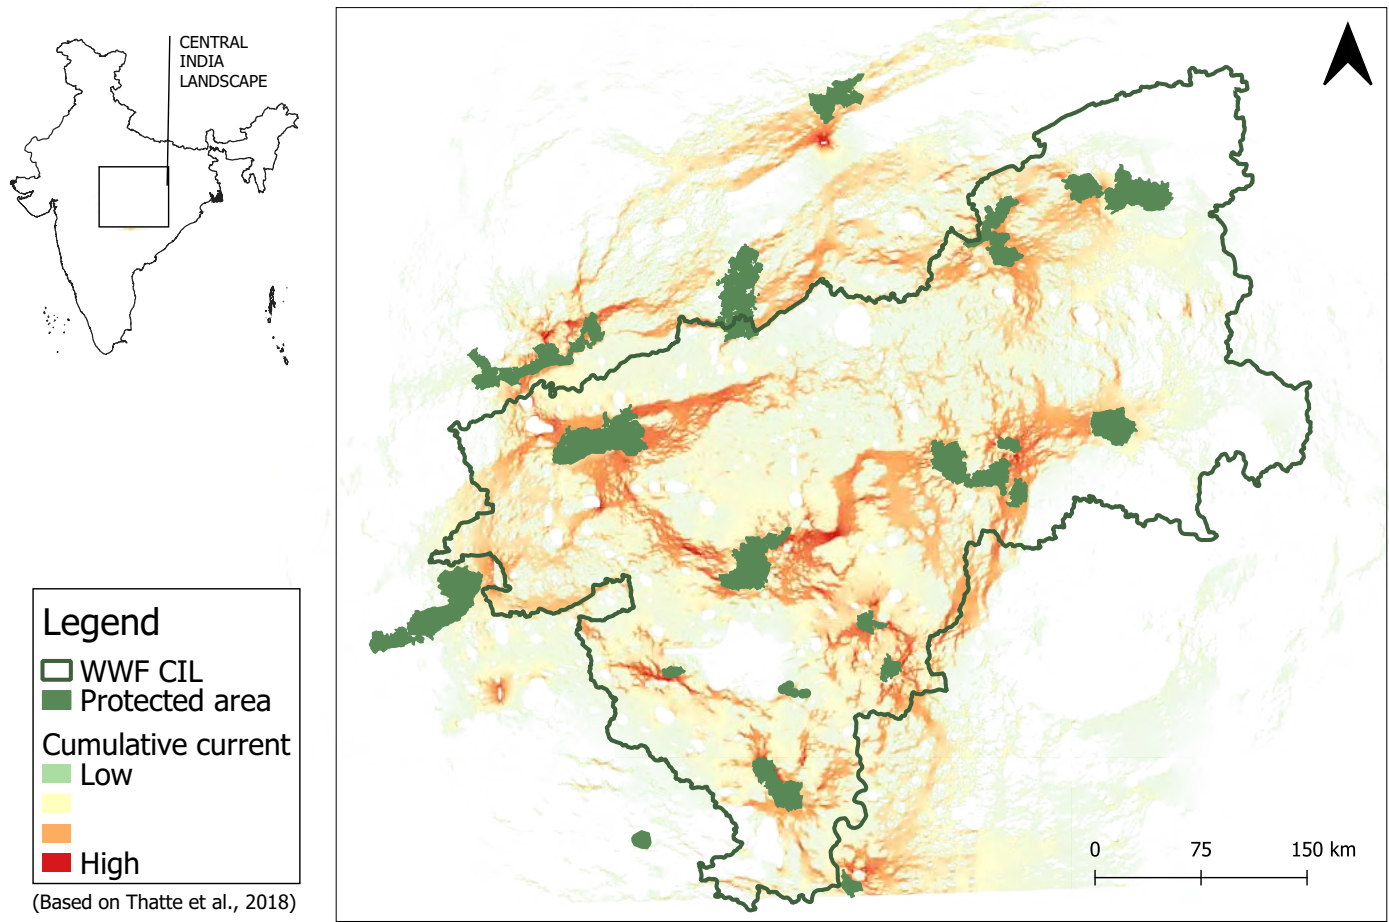 CENTRAL
INDIA
LANDSCAPE
Legend
WWF CIL
Protected area
Cumulative current
Low
High
(Based on Thatte et al., 2018)
0 75 150 km